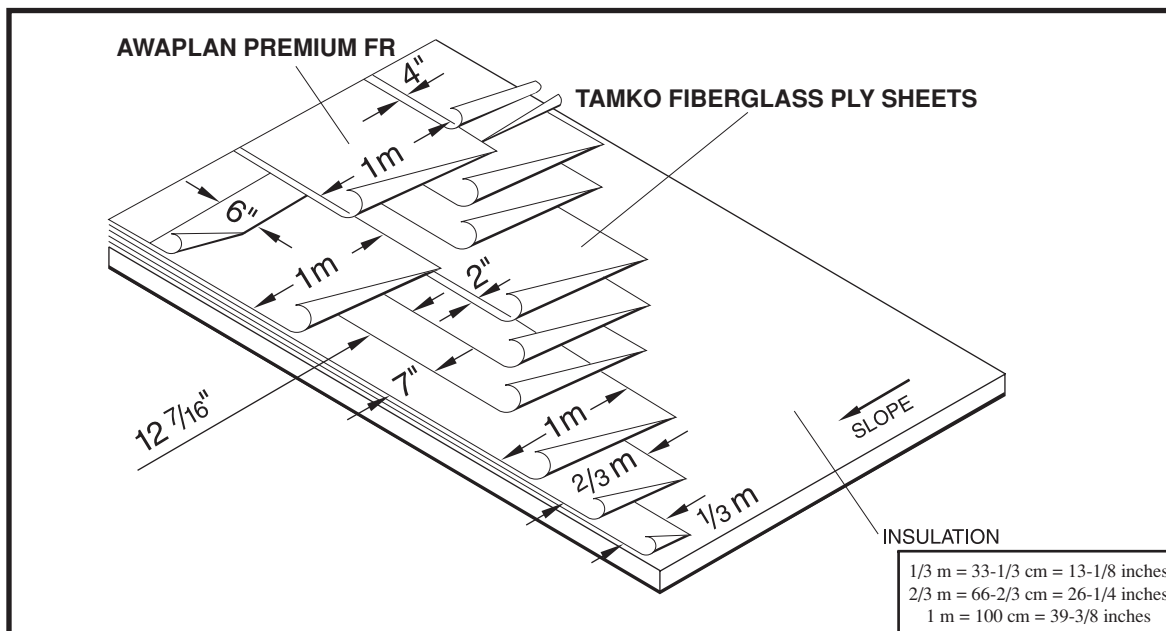 AWAPLAN PREMIUM FR
4"
TAMKO FIBERGLASS PLY SHEETS
1m
6"
1m
2"
7"
12 7/16"
1m
SLOPE
2/3 m
1/3 m
INSULATION
1/3 m = 33-1/3 cm = 13-1/8 inches
2/3 m = 66-2/3 cm = 26-1/4 inches
1 m = 100 cm = 39-3/8 inches